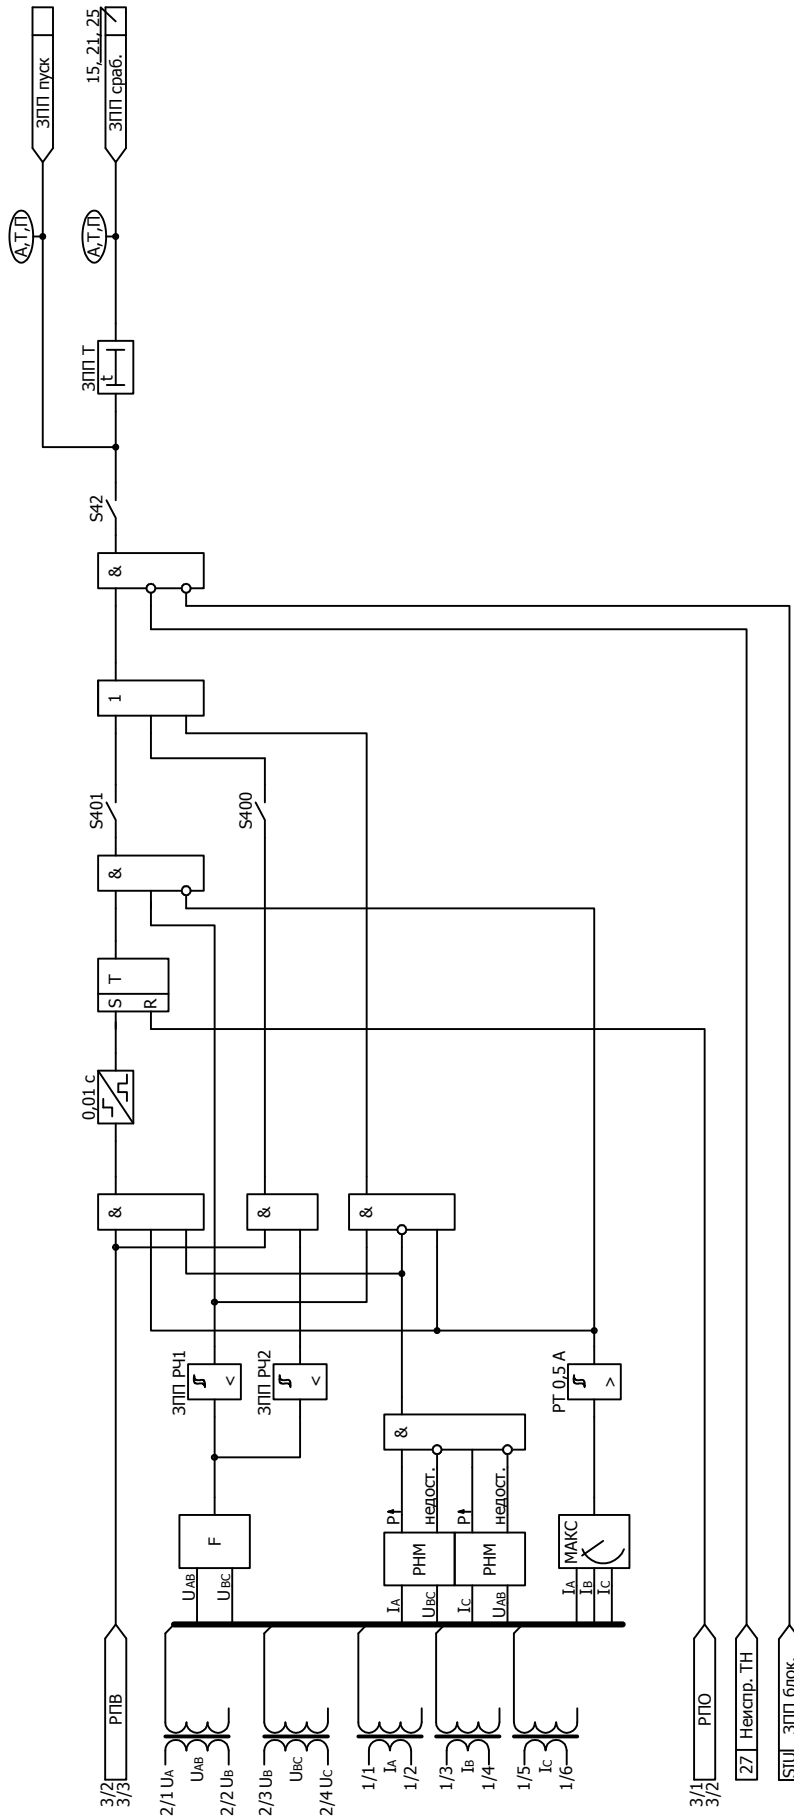 ЗПП пуск
15, 21, 25
ЗПП сраб.
А,Т,П
А,Т,П
ЗПП Т
t
S42
&
1
S401
S400
&
T
S
R
0,01 с
&
&
&
ЗПП РЧ1
<
ЗПП РЧ2
<
РТ 0,5 А
>
&
P
недост.
P
недост.
F
РНМ
РНМ
МАКС
UAB
UBC
IA
UBC
IC
UAB
IA
IB
IC
3/2
3/3
РПВ
2/1 UA
UAB
2/2 UB
2/3 UB
UBC
2/4 UC
1/1
IA
1/2
1/3
IB
1/4
1/5
IC
1/6
3/1
3/2
РПО
27 Неиспр. ТН
SIU ЗПП блок.